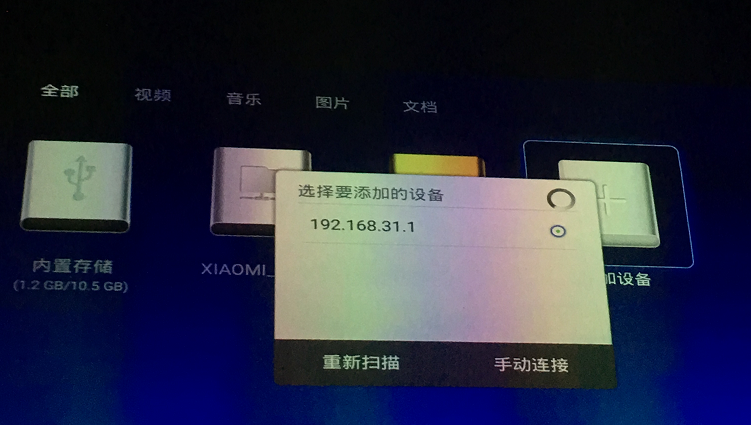 全部
视频
音乐
图片
文档
选择要添加的设备
192.168.31.1
内置存储
(1.2 GB/10.5 GB)
XIAOMI_
加设备
重新扫描
手动连接